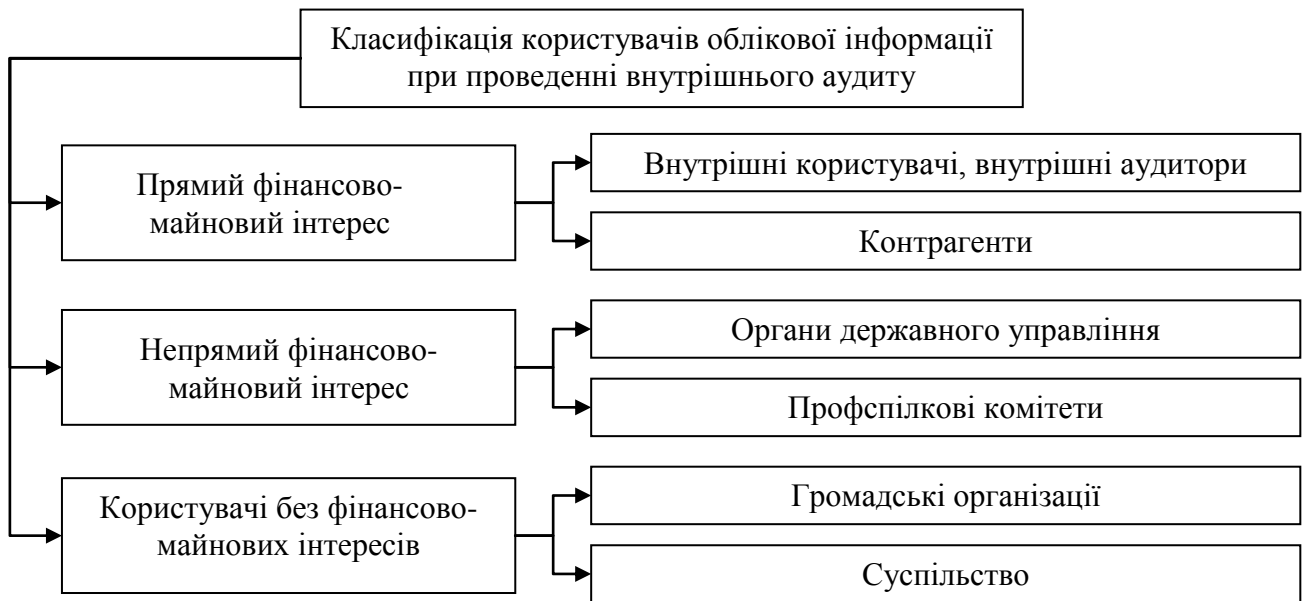 Класифікація користувачів облікової інформації
при проведенні внутрішнього аудиту
Прямий фінансово-
майновий інтерес
Внутрішні користувачі, внутрішні аудитори
Контрагенти
Непрямий фінансово-
майновий інтерес
Органи державного управління
Профспілкові комітети
Користувачі без фінансово-
майнових інтересів
Громадські організації
Суспільство